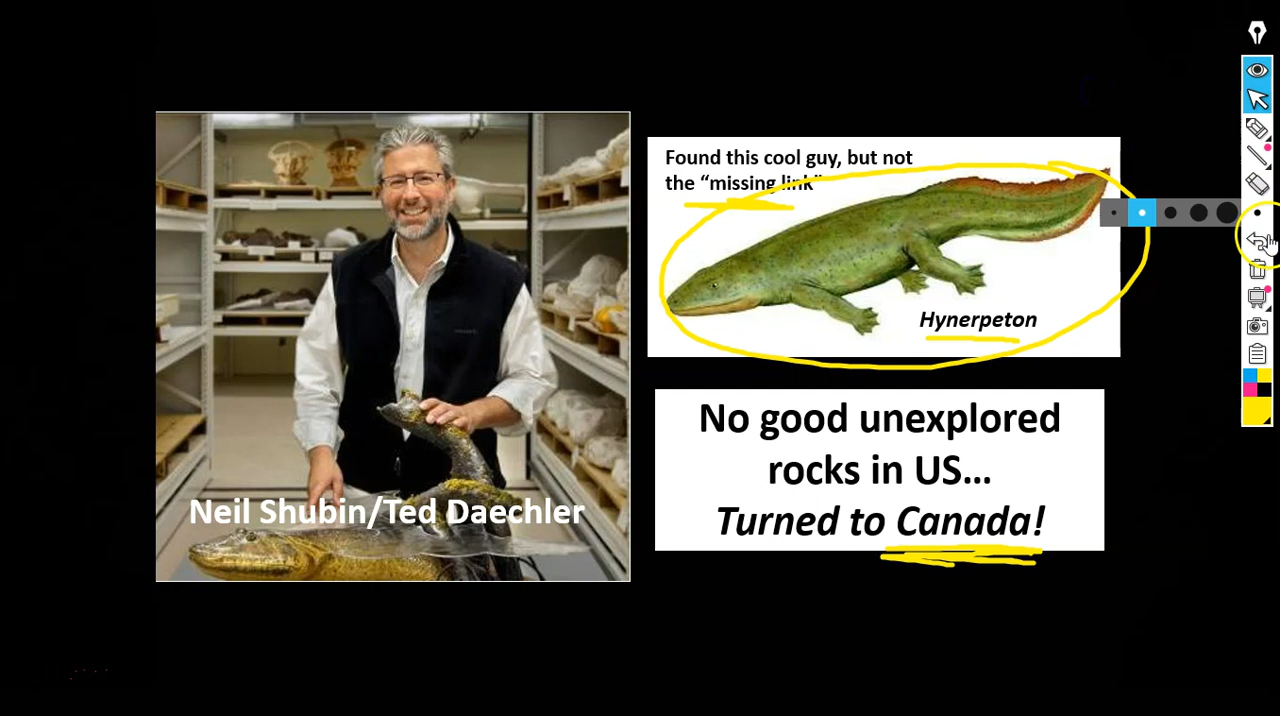 Found this cool guy, but not
the “missing link”
Hynerpeton
Neil Shubin/Ted Daechler
No good unexplored
rocks in US...
Turned to Canada!